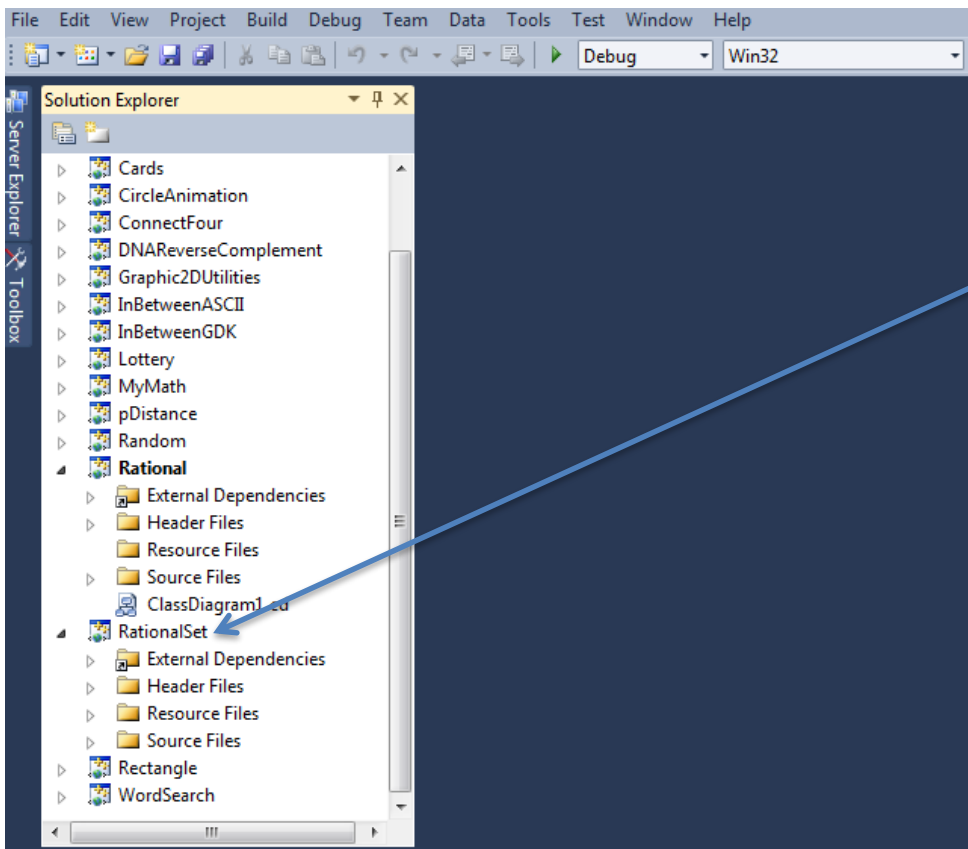 File Edit View Project Build Debug Team Data Tools Test Window Help
Debug Win32
Server Explorer
Toolbox
Solution Explorer
Cards
CircleAnimation
ConnectFour
DNAReverseComplement
Graphic2DUtilities
InBetweenASCII
InBetweenGDK
Lottery
MyMath
pDistance
Random
Rational
External Dependencies
Header Files
Resource Files
Source Files
ClassDiagram1.cd
RationalSet
External Dependencies
Header Files
Resource Files
Source Files
Rectangle
WordSearch